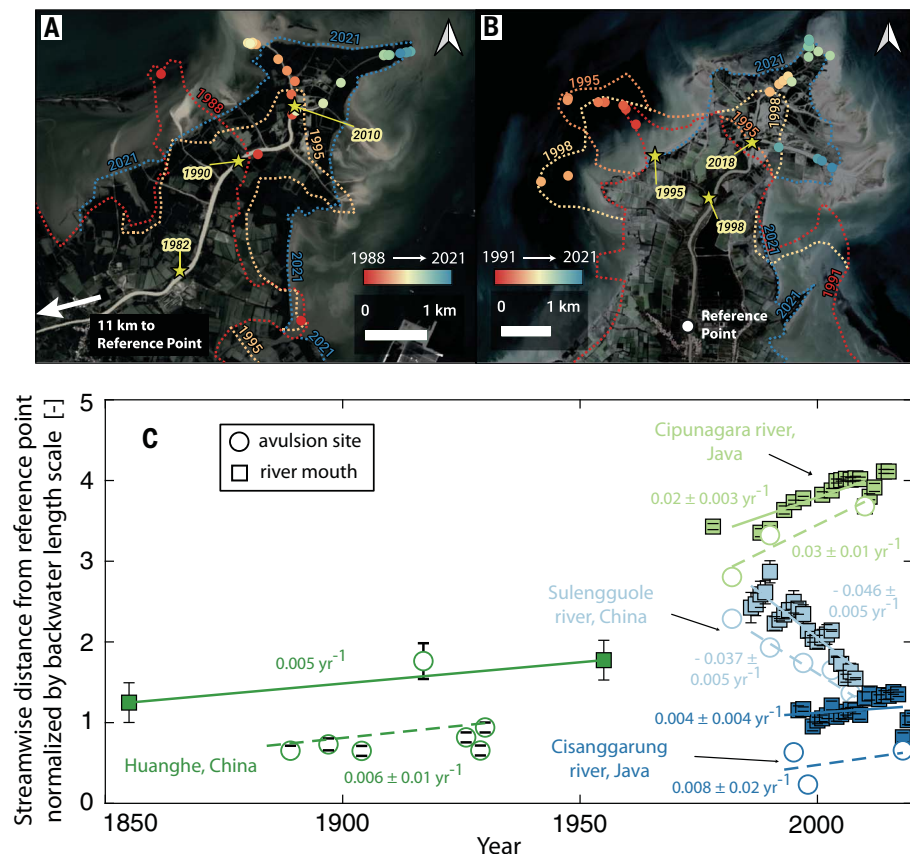 A
2021
1988
2021
2010
1995
1990
1982
2021
1988 → 2021
0 1 km
11 km to
Reference Point
1995
2021
B
2021
1995
1998
1995
1998
2018
1995
1998
2021
1991
1991 → 2021
0 1 km
Reference
Point
2021
Streamwise distance from reference point
normalized by backwater length scale [-]
5
4
3
2
1
0
C
avulsion site
river mouth
Cipunagara river,
Java
0.02 ± 0.003 yr-1
0.03 ± 0.01 yr-1
Sulengguole
river, China
- 0.046 ±
0.005 yr-1
- 0.037 ±
0.005 yr-1
0.005 yr-1
0.004 ± 0.004 yr-1
Huanghe, China
0.006 ± 0.01 yr-1
Cisanggarung
river, Java
0.008 ± 0.02 yr-1
1850
1900
1950
2000
Year